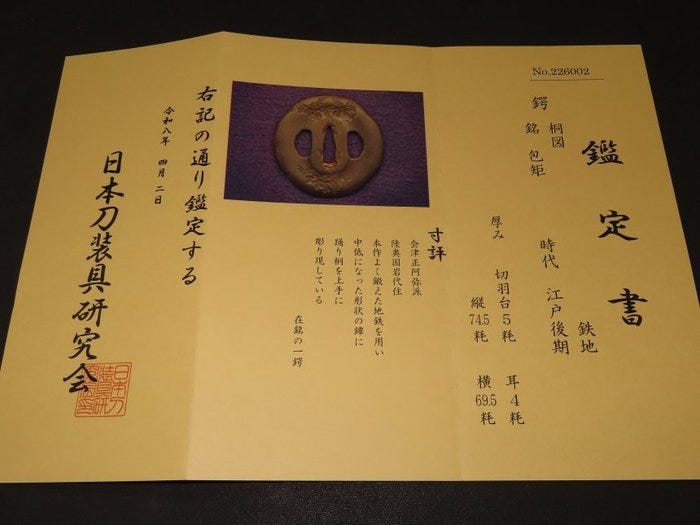 No.226002
鑑定書
鍔 桐図 鉄地
銘 包矩 時代 江戸後期
厚み 切羽台5粍 耳4粍
縦74.5粍 横69.5粍
寸評
会津正阿弥派
陸奥国岩代住
本作よく鍛えた地鉄を用い
中低になった形状の鐔に
踊り桐を上手に
彫り現している
在銘の一鍔
右記の通り鑑定する
令和八年 四月二日
日本刀装具研究会